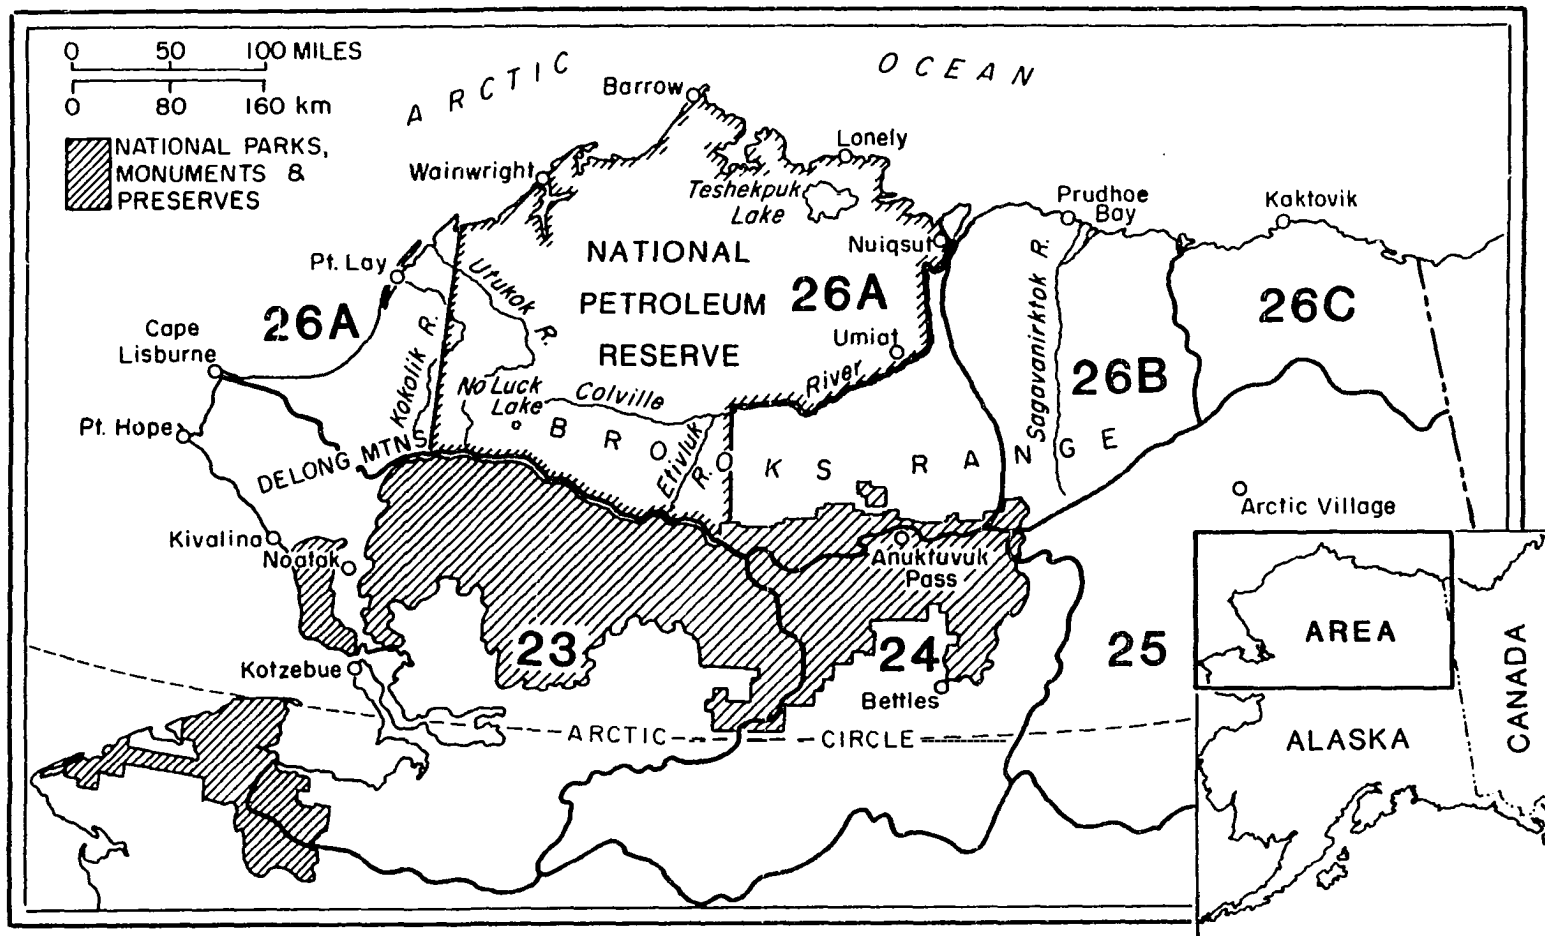 0 50 100 MILES
0 80 160 km
NATIONAL PARKS,
MONUMENTS &
PRESERVES
ARCTIC OCEAN
Barrow
Lonely
Wainwright
Teshekpuk
Lake
Prudhoe
Bay
Kaktovik
Nuiqsut
Pt. Lay
Utukok R.
NATIONAL
PETROLEUM
RESERVE
26A
26A
Umiat
Sagavanirktok R.
26C
26B
Cape
Lisburne
Kokolik R.
No Luck
Lake
Colville
River
Pt. Hope
DELONG MTNS
Etivluk
R.
BROOKS RANGE
Arctic Village
Kivalina
Noatak
Anuktuvuk
Pass
23
24
25
Kotzebue
Bettles
ARCTIC CIRCLE
AREA
ALASKA
CANADA